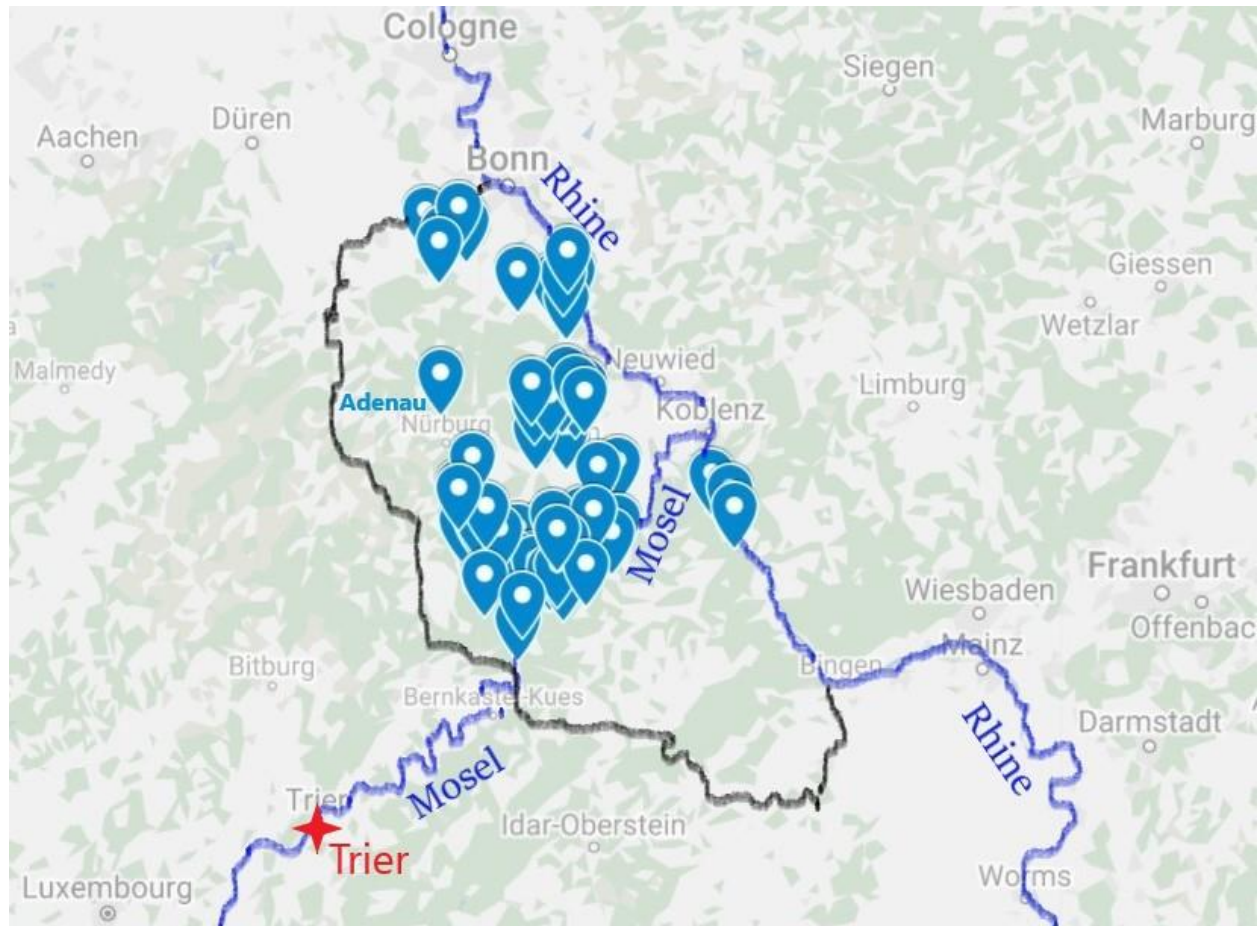 Cologne
Siegen
Marburg
Düren
Aachen
Bonn
Rhine
Giessen
Wetzlar
Malmedy
Neuwied
Limburg
Adenau
Nürburg
Koblenz
Mosel
Frankfurt
Wiesbaden
Offenbac
Mainz
Bingen
Bitburg
Bernkastel-Kues
Rhine
Darmstadt
Mosel
Trier
Idar-Oberstein
Trier
Worms
Luxembourg